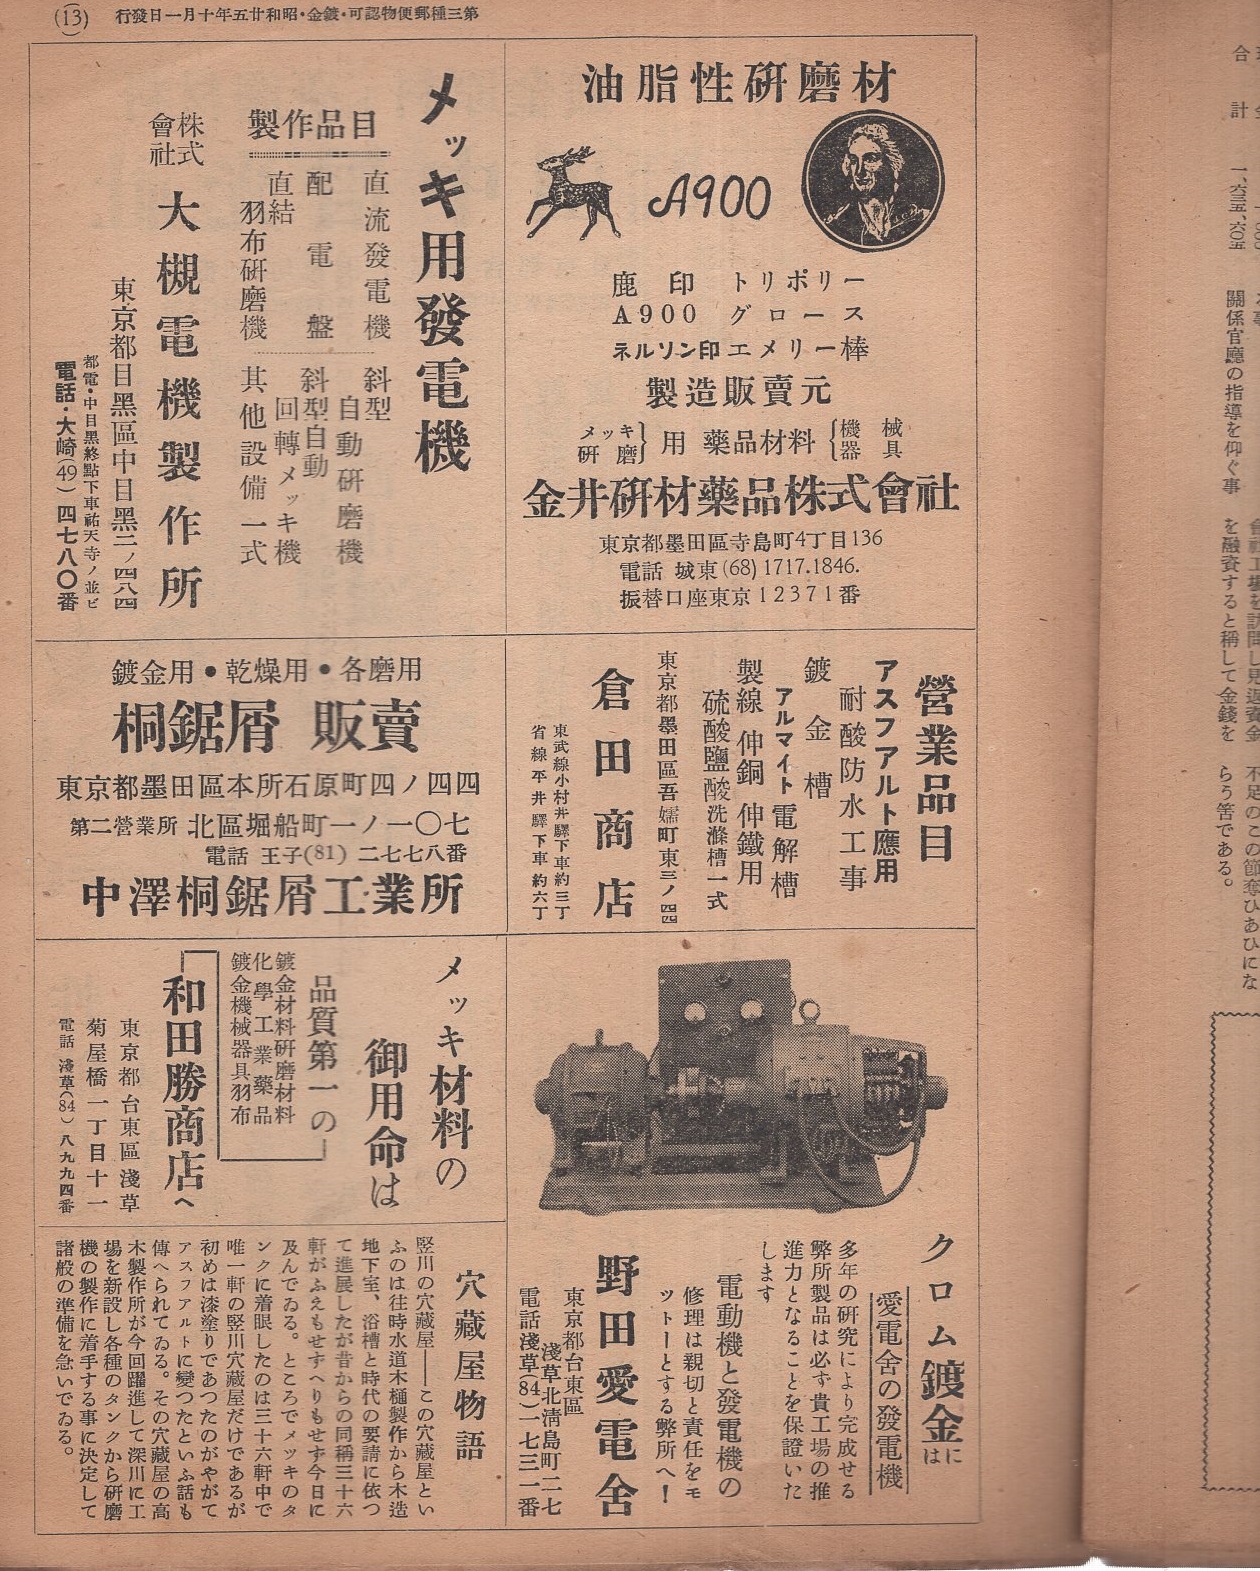 (13)
第三種郵便物認可・鍍金・昭和廿五年十月一日發行
油脂性硏磨材
A900
鹿印 トリポリー
A900 グロース
ネルソン印エメリー棒
製造販賣元
メッキ
硏磨
用 藥品材料
機械
器具
金井硏材藥品株式會社
東京都墨田區寺島町4丁目136
電話 城東(68)1717.1846.
振替口座東京12371番
メッキ用發電機
製作品目
直流發電機
配電盤
直結
羽布硏磨機
斜型
自動硏磨機
斜型自動
回轉メッキ機
其他設備一式
株式
會社
大槻電機製作所
東京都目黑區中目黑三ノ四八四
都電・中目黑終點下車祐天寺ノ並ビ
電話・大崎(49)四七八〇番
營業品目
アスフアルト應用
耐酸防水工事
鍍金槽
アルマイト電解槽
製線 伸銅 伸鐵用
硫酸鹽酸洗滌槽一式
東京都墨田區吾嬬町東三ノ四四
倉田商店
東武線小村井驛下車約三丁
省線平井驛下車約六丁
鍍金用・乾燥用・各磨用
桐鋸屑 販賣
東京都墨田區本所石原町四ノ四四
第二營業所 北區堀船町一ノ一〇七
電話 王子(81)二七七八番
中澤桐鋸屑工業所
メッキ材料の
御用命は
品質第一の
鍍金材料硏磨材料
化學工業藥品
鍍金機械器具羽布
和田勝商店へ
東京都台東區淺草
菊屋橋一丁目十一
電話 淺草(84)八九九四番
クロム鍍金には
愛電舍の發電機
多年の研究により完成せる
弊所製品は必ず貴工場の推
進力となることを保證いた
します
電動機と發電機の
修理は親切と責任をモ
ットーとする弊所へ!
野田愛電舍
東京都台東區
淺草北淸島町二七
電話淺草(84)一七三一番
穴藏屋物語
竪川の穴藏屋――この穴藏屋とい
ふのは往時水道木樋製作から木造
地下室、浴槽と時代の要請に依つ
て進展したが昔からの同稱三十六
軒がふえもせずへりもせず今日に
及んでゐる。ところでメッキのタ
ンクに着眼したのは三十六軒中で
唯一軒の竪川穴藏屋だけであるが
初めは漆塗りであつたのがやがて
アスフアルトに變つたといふ話も
傳へられてゐる。その穴藏屋の高
木製作所が今回躍進して深川に工
場を新設し各種のタンクから硏磨
機の製作に着手する事に決定して
諸般の準備を急いでゐる。
合計 一、六三五、六〇五
關係官廳の指導を仰ぐ事
を融資すると稱して金錢を
不足のこの節奪ひあひにな
らう筈である。